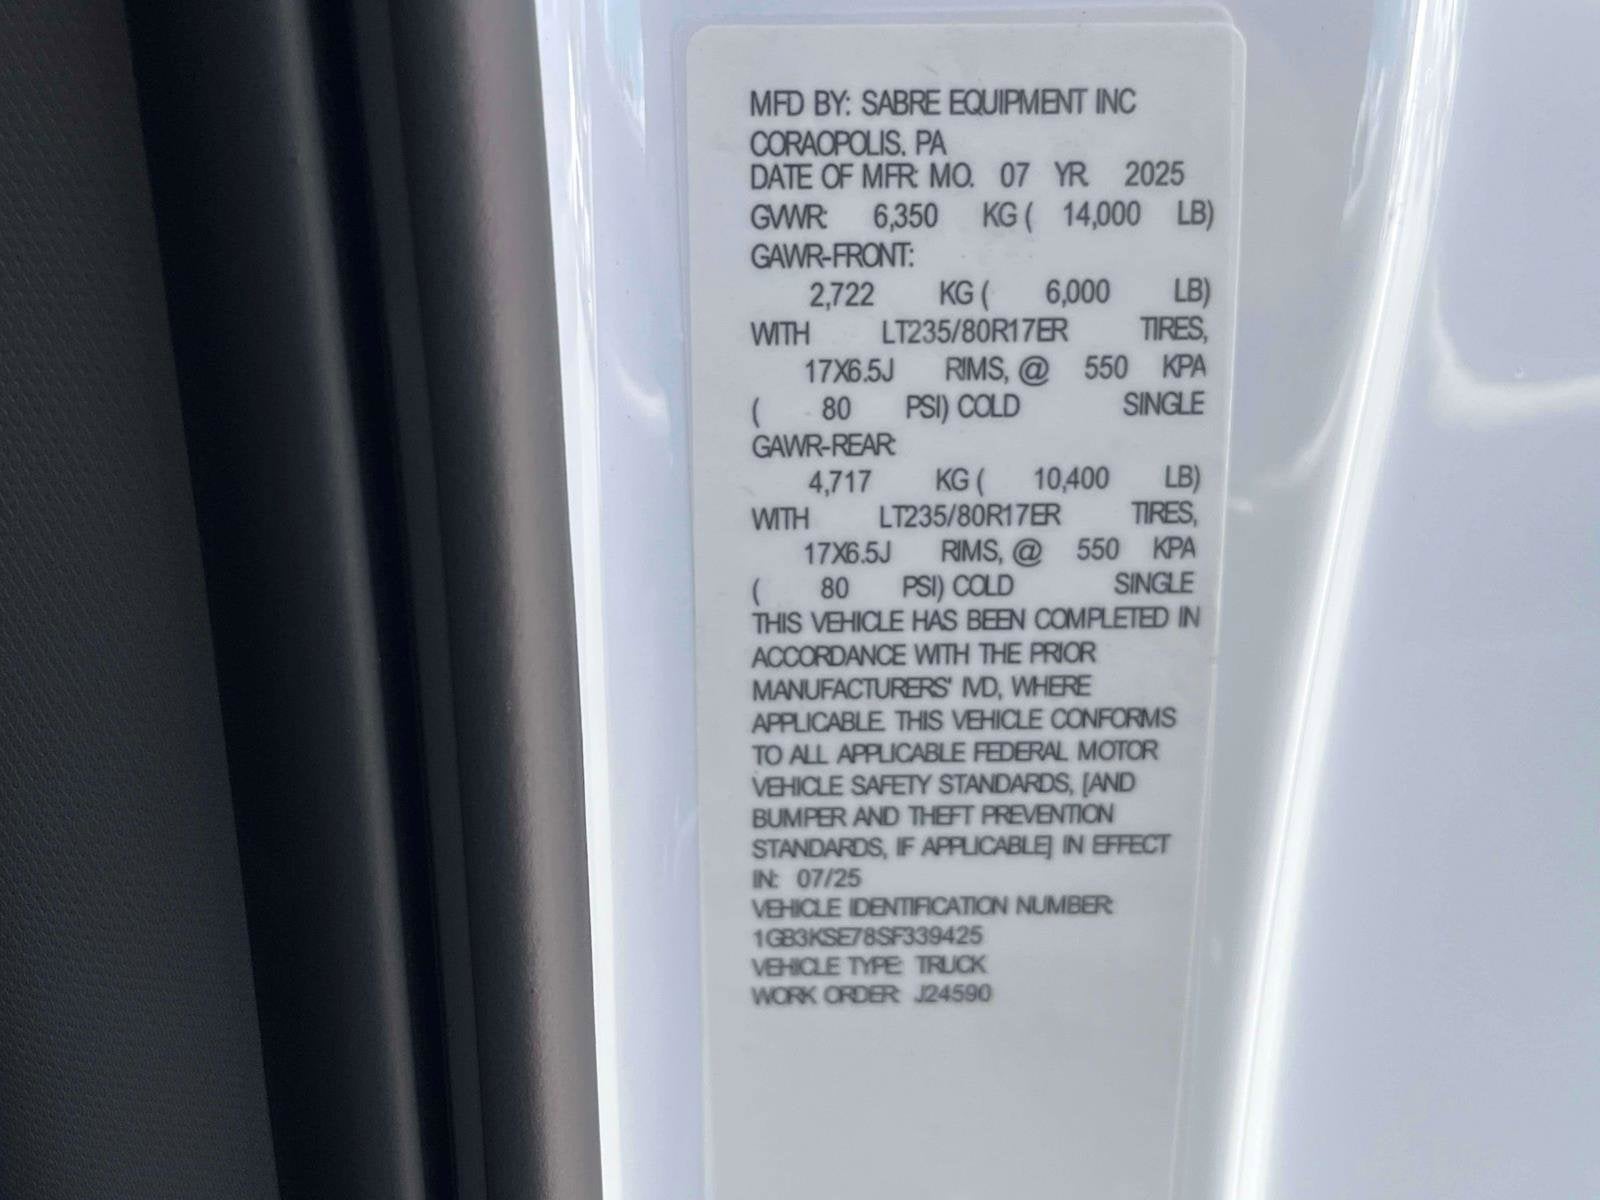 MFD BY: SABRE EQUIPMENT INC
CORAOPOLIS, PA
DATE OF MFR: MO. 07 YR. 2025
GVWR: 6,350 KG ( 14,000 LB)
GAWR-FRONT:
2,722 KG ( 6,000 LB)
WITH LT235/80R17ER TIRES,
17X6.5J RIMS, @ 550 KPA
( 80 PSI) COLD SINGLE
GAWR-REAR:
4,717 KG ( 10,400 LB)
WITH LT235/80R17ER TIRES,
17X6.5J RIMS, @ 550 KPA
( 80 PSI) COLD SINGLE
THIS VEHICLE HAS BEEN COMPLETED IN
ACCORDANCE WITH THE PRIOR
MANUFACTURERS' IVD, WHERE
APPLICABLE. THIS VEHICLE CONFORMS
TO ALL APPLICABLE FEDERAL MOTOR
VEHICLE SAFETY STANDARDS, [AND
BUMPER AND THEFT PREVENTION
STANDARDS, IF APPLICABLE] IN EFFECT
IN: 07/25
VEHICLE IDENTIFICATION NUMBER:
1GB3KSE78SF339425
VEHICLE TYPE: TRUCK
WORK ORDER: J24590